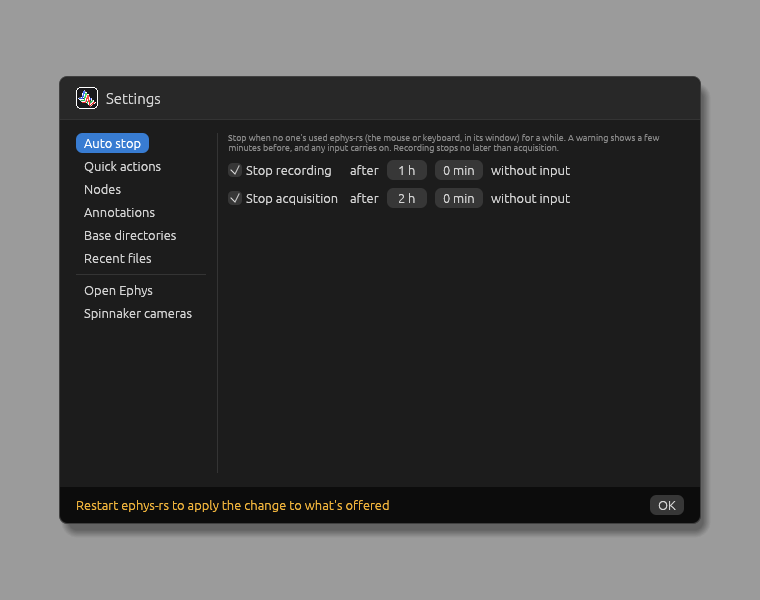 Settings
Auto stop
Quick actions
Nodes
Annotations
Base directories
Recent files
Open Ephys
Spinnaker cameras
Stop when no one's used ephys-rs (the mouse or keyboard, in its window) for a while. A warning shows a few
minutes before, and any input carries on. Recording stops no later than acquisition.
Stop recording after 1 h 0 min without input
Stop acquisition after 2 h 0 min without input
Restart ephys-rs to apply the change to what's offered
OK